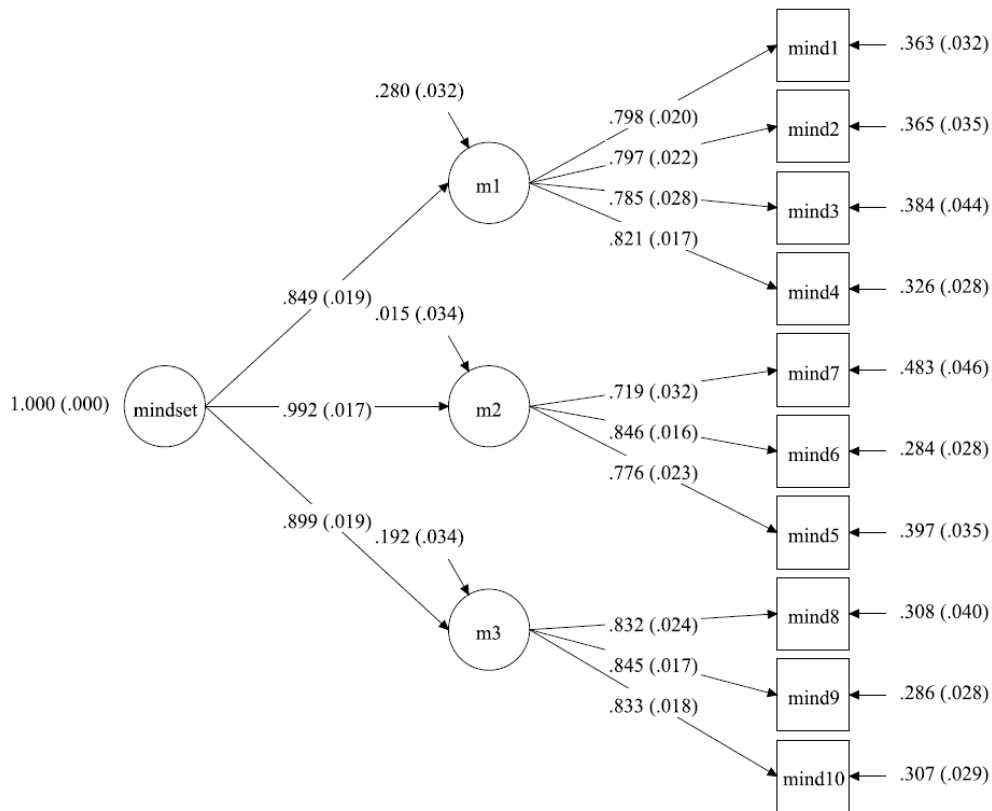 mind1
.363 (.032)
.280 (.032)
.798 (.020)
mind2
.365 (.035)
.797 (.022)
m1
.785 (.028)
mind3
.384 (.044)
.821 (.017)
mind4
.326 (.028)
.849 (.019)
.015 (.034)
mind7
.483 (.046)
.719 (.032)
1.000 (.000)
mindset
.992 (.017)
m2
.846 (.016)
mind6
.284 (.028)
.776 (.023)
.899 (.019)
mind5
.397 (.035)
.192 (.034)
mind8
.308 (.040)
.832 (.024)
m3
.845 (.017)
mind9
.286 (.028)
.833 (.018)
mind10
.307 (.029)